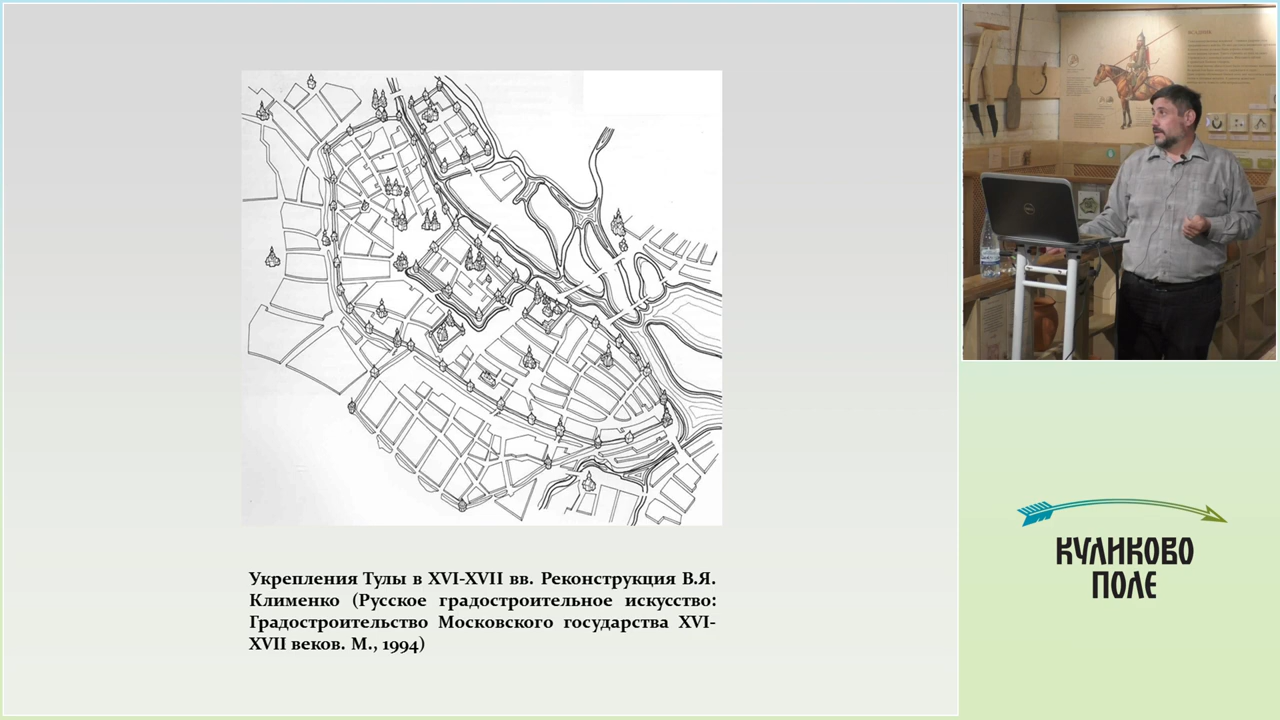 Укрепления Тулы в XVI-XVII вв. Реконструкция В.Я.
Клименко (Русское градостроительное искусство:
Градостроительство Московского государства XVI-
XVII веков. М., 1994)
КУЛИКОВО
ПОЛЕ